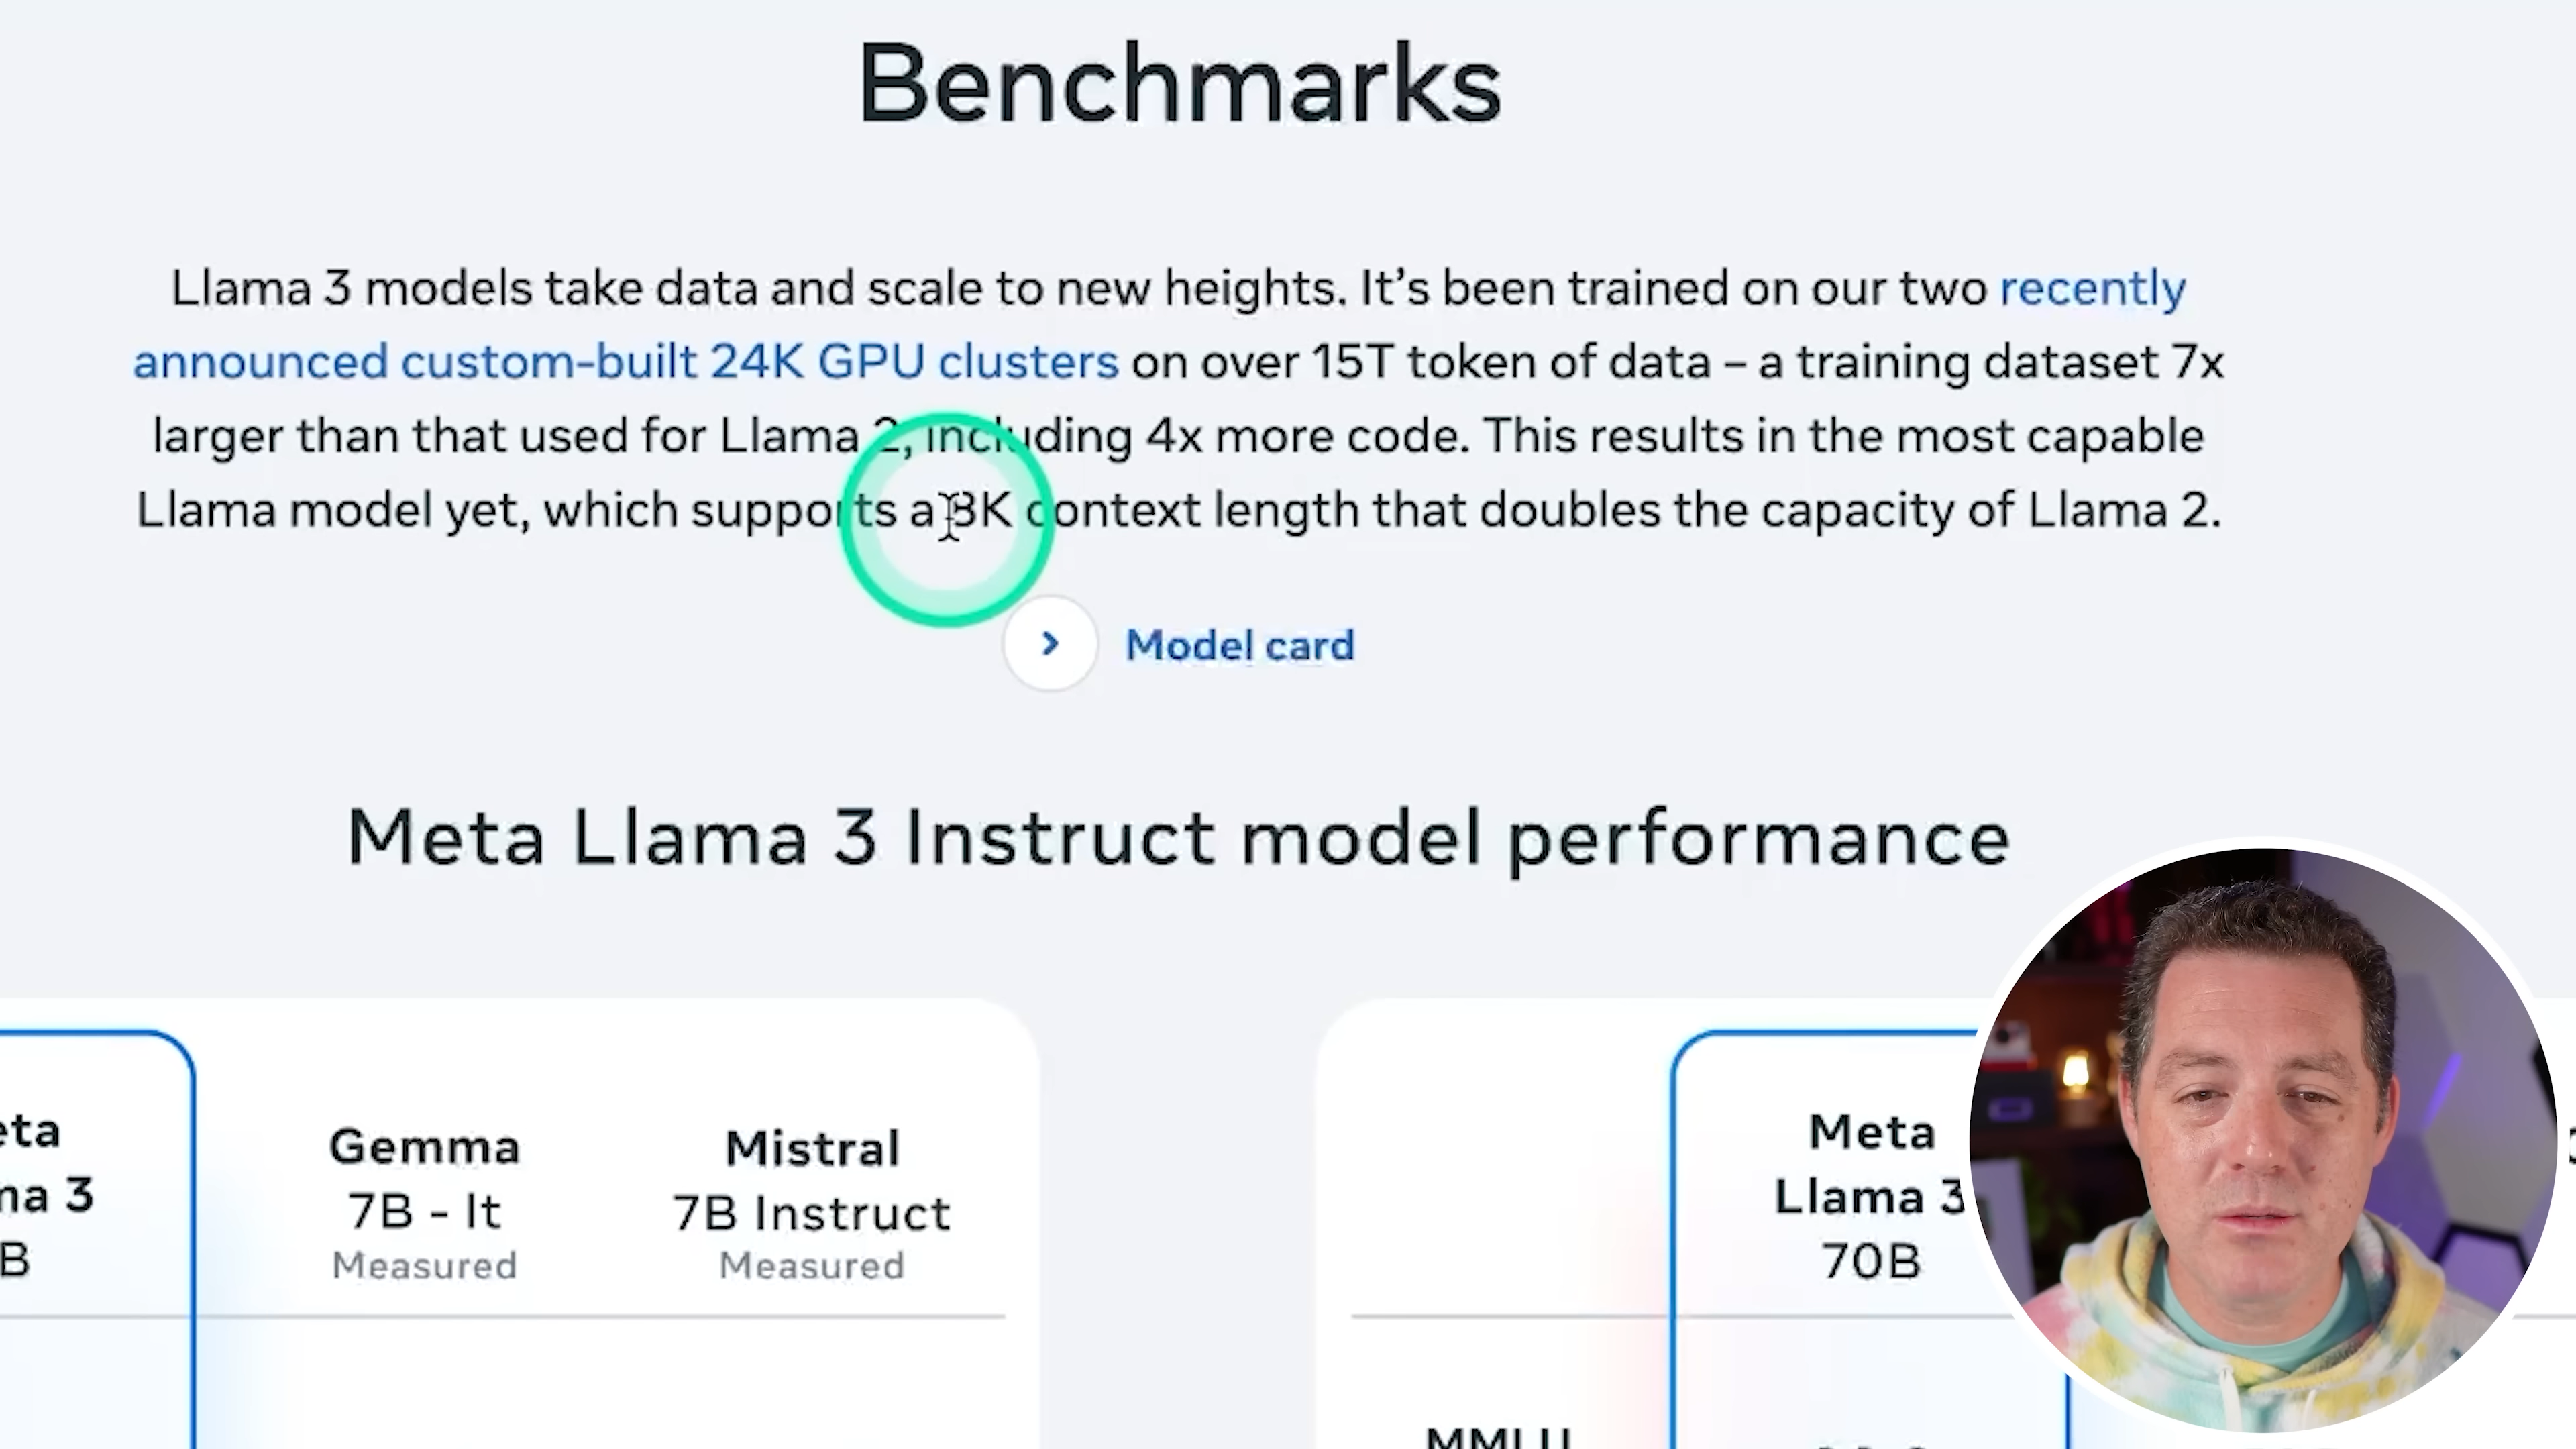 Benchmarks
Llama 3 models take data and scale to new heights. It’s been trained on our two recently
announced custom-built 24K GPU clusters on over 15T token of data – a training dataset 7x
larger than that used for Llama 2, including 4x more code. This results in the most capable
Llama model yet, which supports a 8K context length that doubles the capacity of Llama 2.
Model card
Meta Llama 3 Instruct model performance
eta
ma 3
B
Gemma
7B - It
Measured
Mistral
7B Instruct
Measured
Meta
Llama 3
70B
MMLU